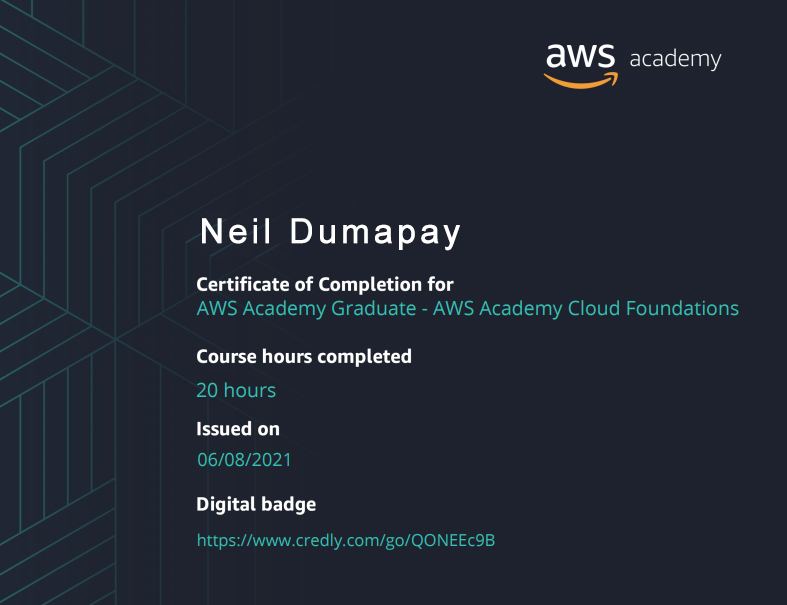 aws academy
Neil Dumapay
Certificate of Completion for
AWS Academy Graduate - AWS Academy Cloud Foundations
Course hours completed
20 hours
Issued on
06/08/2021
Digital badge
https://www.credly.com/go/QONEEc9B